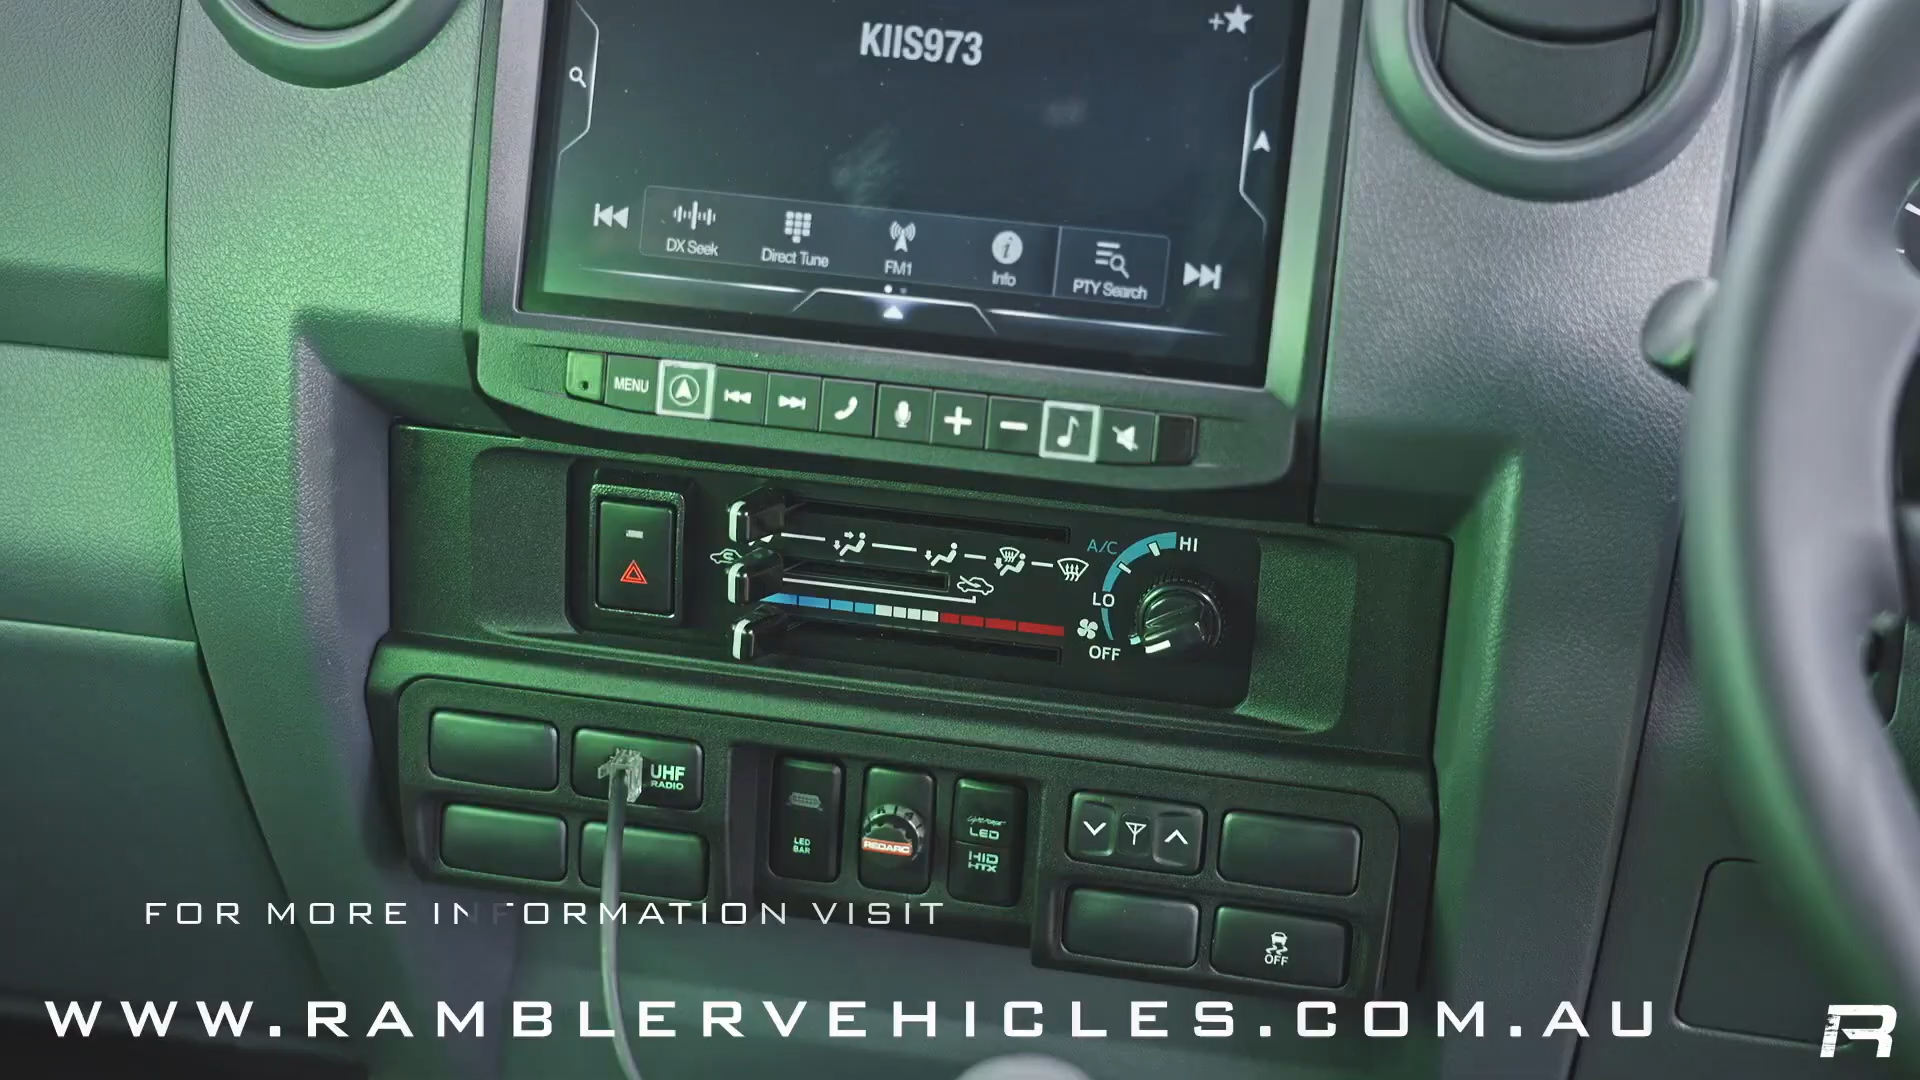 KIIS973
DX Seek
Direct Tune
FM1
Info
PTY Search
MENU
A/C
HI
LO
OFF
UHF
RADIO
LED
BAR
REDARC
LED
HID
HTX
OFF
FOR MORE INFORMATION VISIT
WWW.RAMBLERVEHICLES.COM.AU
R